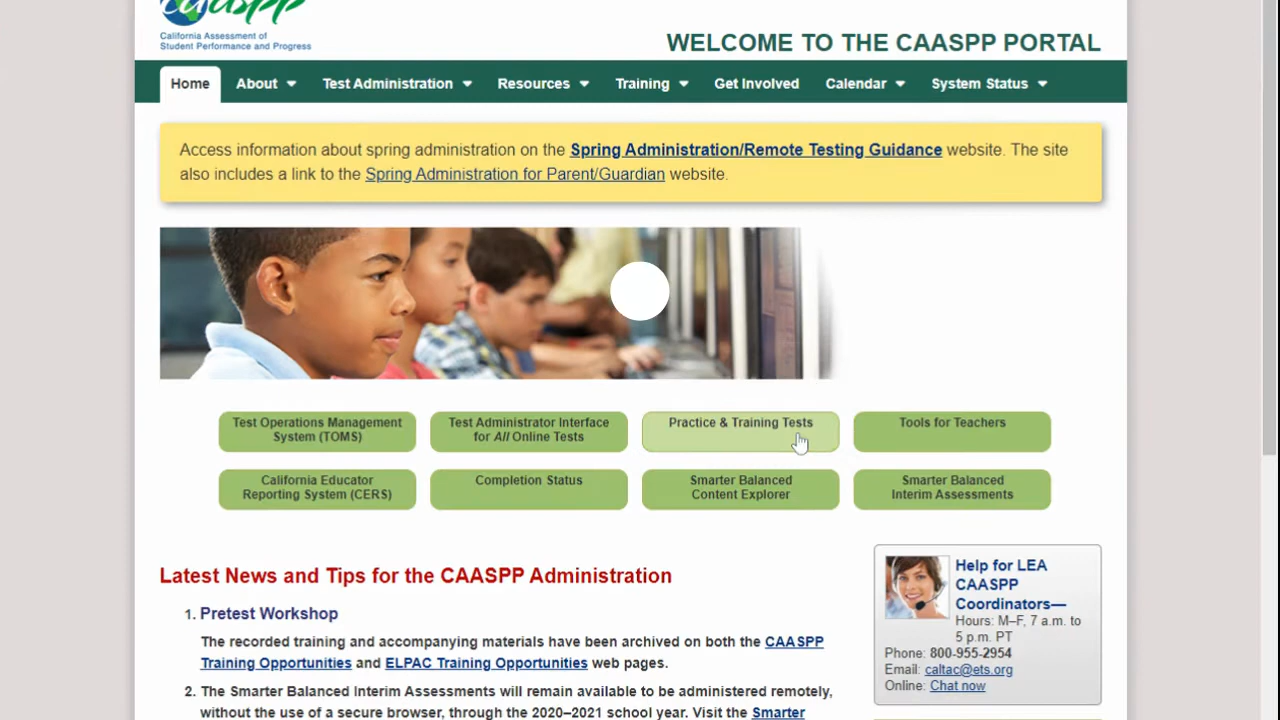 caaspp
California Assessment of
Student Performance and Progress
WELCOME TO THE CAASPP PORTAL
Home About Test Administration Resources Training Get Involved Calendar System Status
Access information about spring administration on the Spring Administration/Remote Testing Guidance website. The site
also includes a link to the Spring Administration for Parent/Guardian website.
Test Operations Management
System (TOMS)
Test Administrator Interface
for All Online Tests
Practice & Training Tests
Tools for Teachers
California Educator
Reporting System (CERS)
Completion Status
Smarter Balanced
Content Explorer
Smarter Balanced
Interim Assessments
Latest News and Tips for the CAASPP Administration
1. Pretest Workshop
The recorded training and accompanying materials have been archived on both the CAASPP
Training Opportunities and ELPAC Training Opportunities web pages.
2. The Smarter Balanced Interim Assessments will remain available to be administered remotely,
without the use of a secure browser, through the 2020–2021 school year. Visit the Smarter
Help for LEA
CAASPP
Coordinators—
Hours: M–F, 7 a.m. to
5 p.m. PT
Phone: 800-955-2954
Email: caltac@ets.org
Online: Chat now